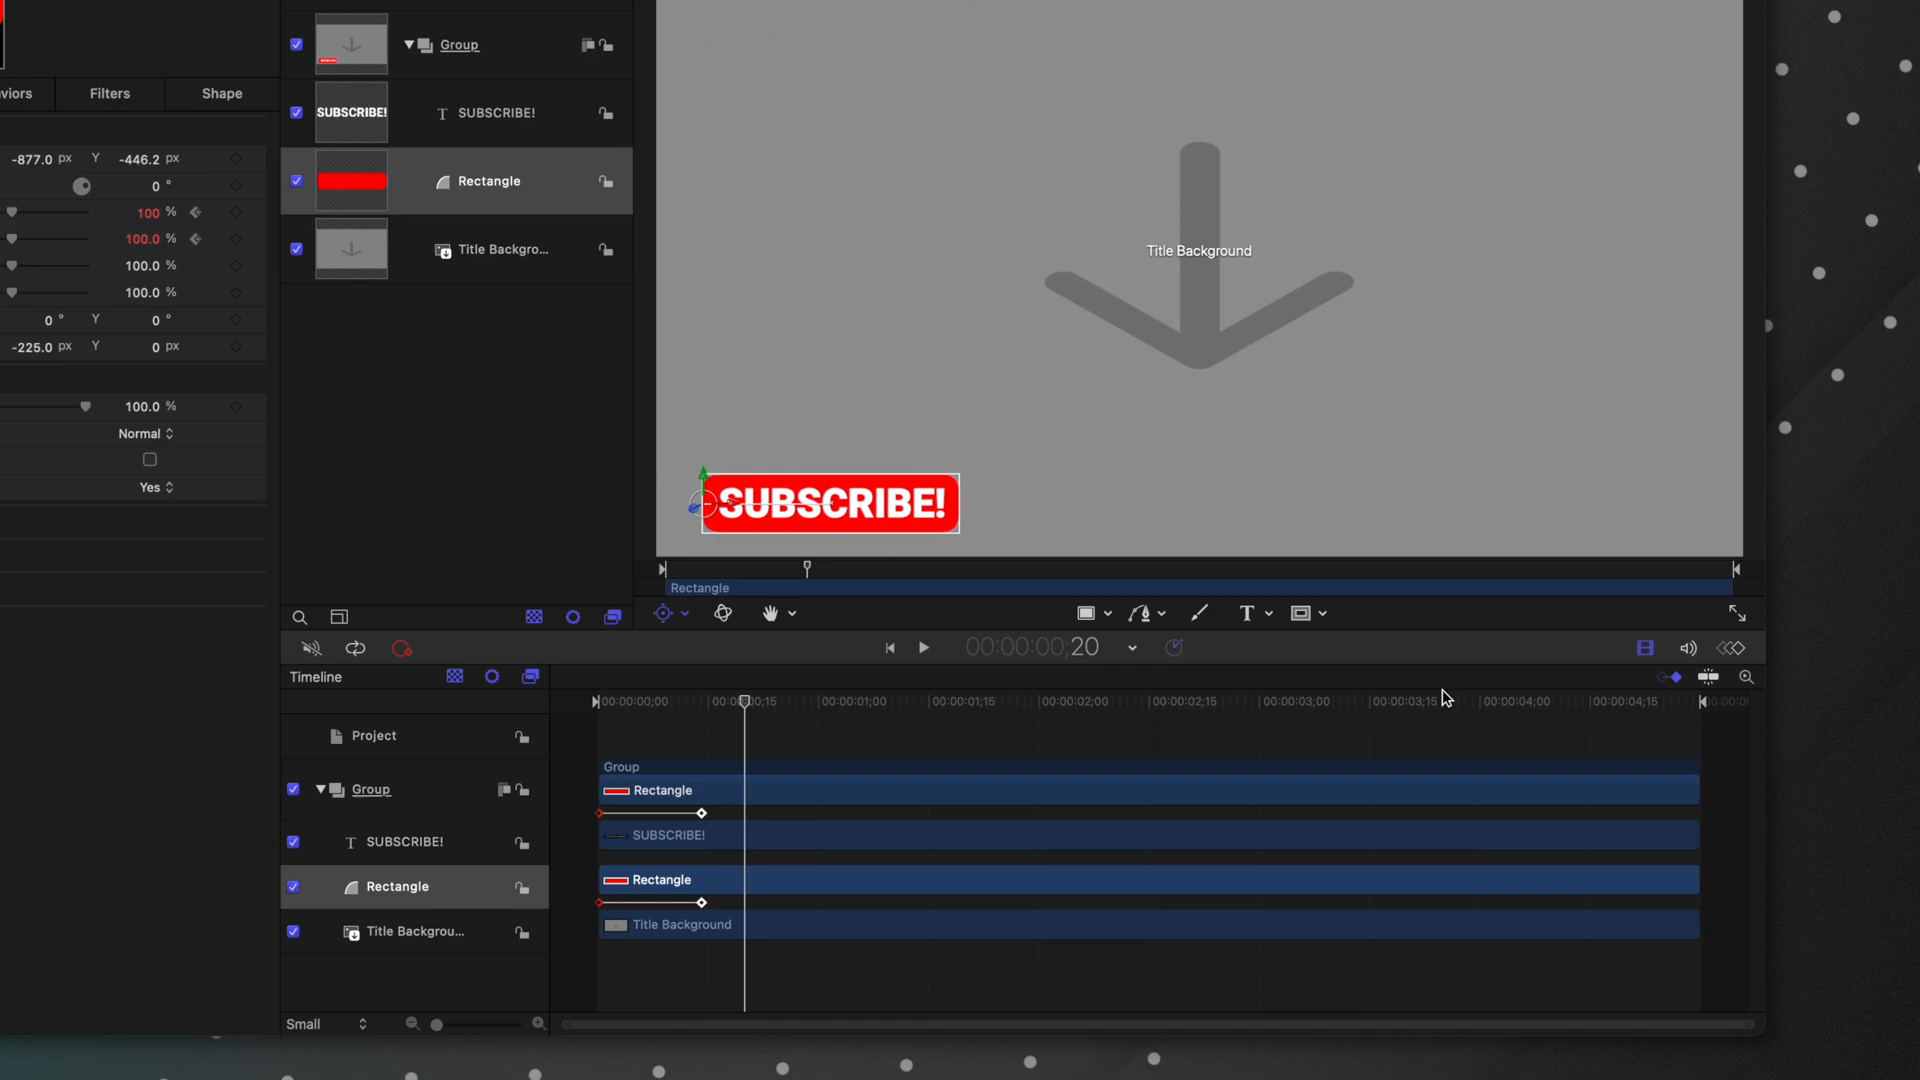 Group
viors
Filters
Shape
SUBSCRIBE!
SUBSCRIBE!
-877.0 px Y -446.2 px
0 °
Rectangle
100 %
100.0 %
100.0 %
Title Backgro...
Title Background
100.0 %
0 ° Y 0 °
-225.0 px Y 0 px
100.0 %
Normal
Yes
SUBSCRIBE!
Rectangle
T
00:00:00;20
Timeline
00:00:00;00
00:00:00;15
00:00:01;00
00:00:01;15
00:00:02;00
00:00:02;15
00:00:03;00
00:00:03;15
00:00:04;00
00:00:04;15
Project
Group
Group
Rectangle
SUBSCRIBE!
SUBSCRIBE!
Rectangle
Rectangle
Title Backgrou...
Title Background
Small